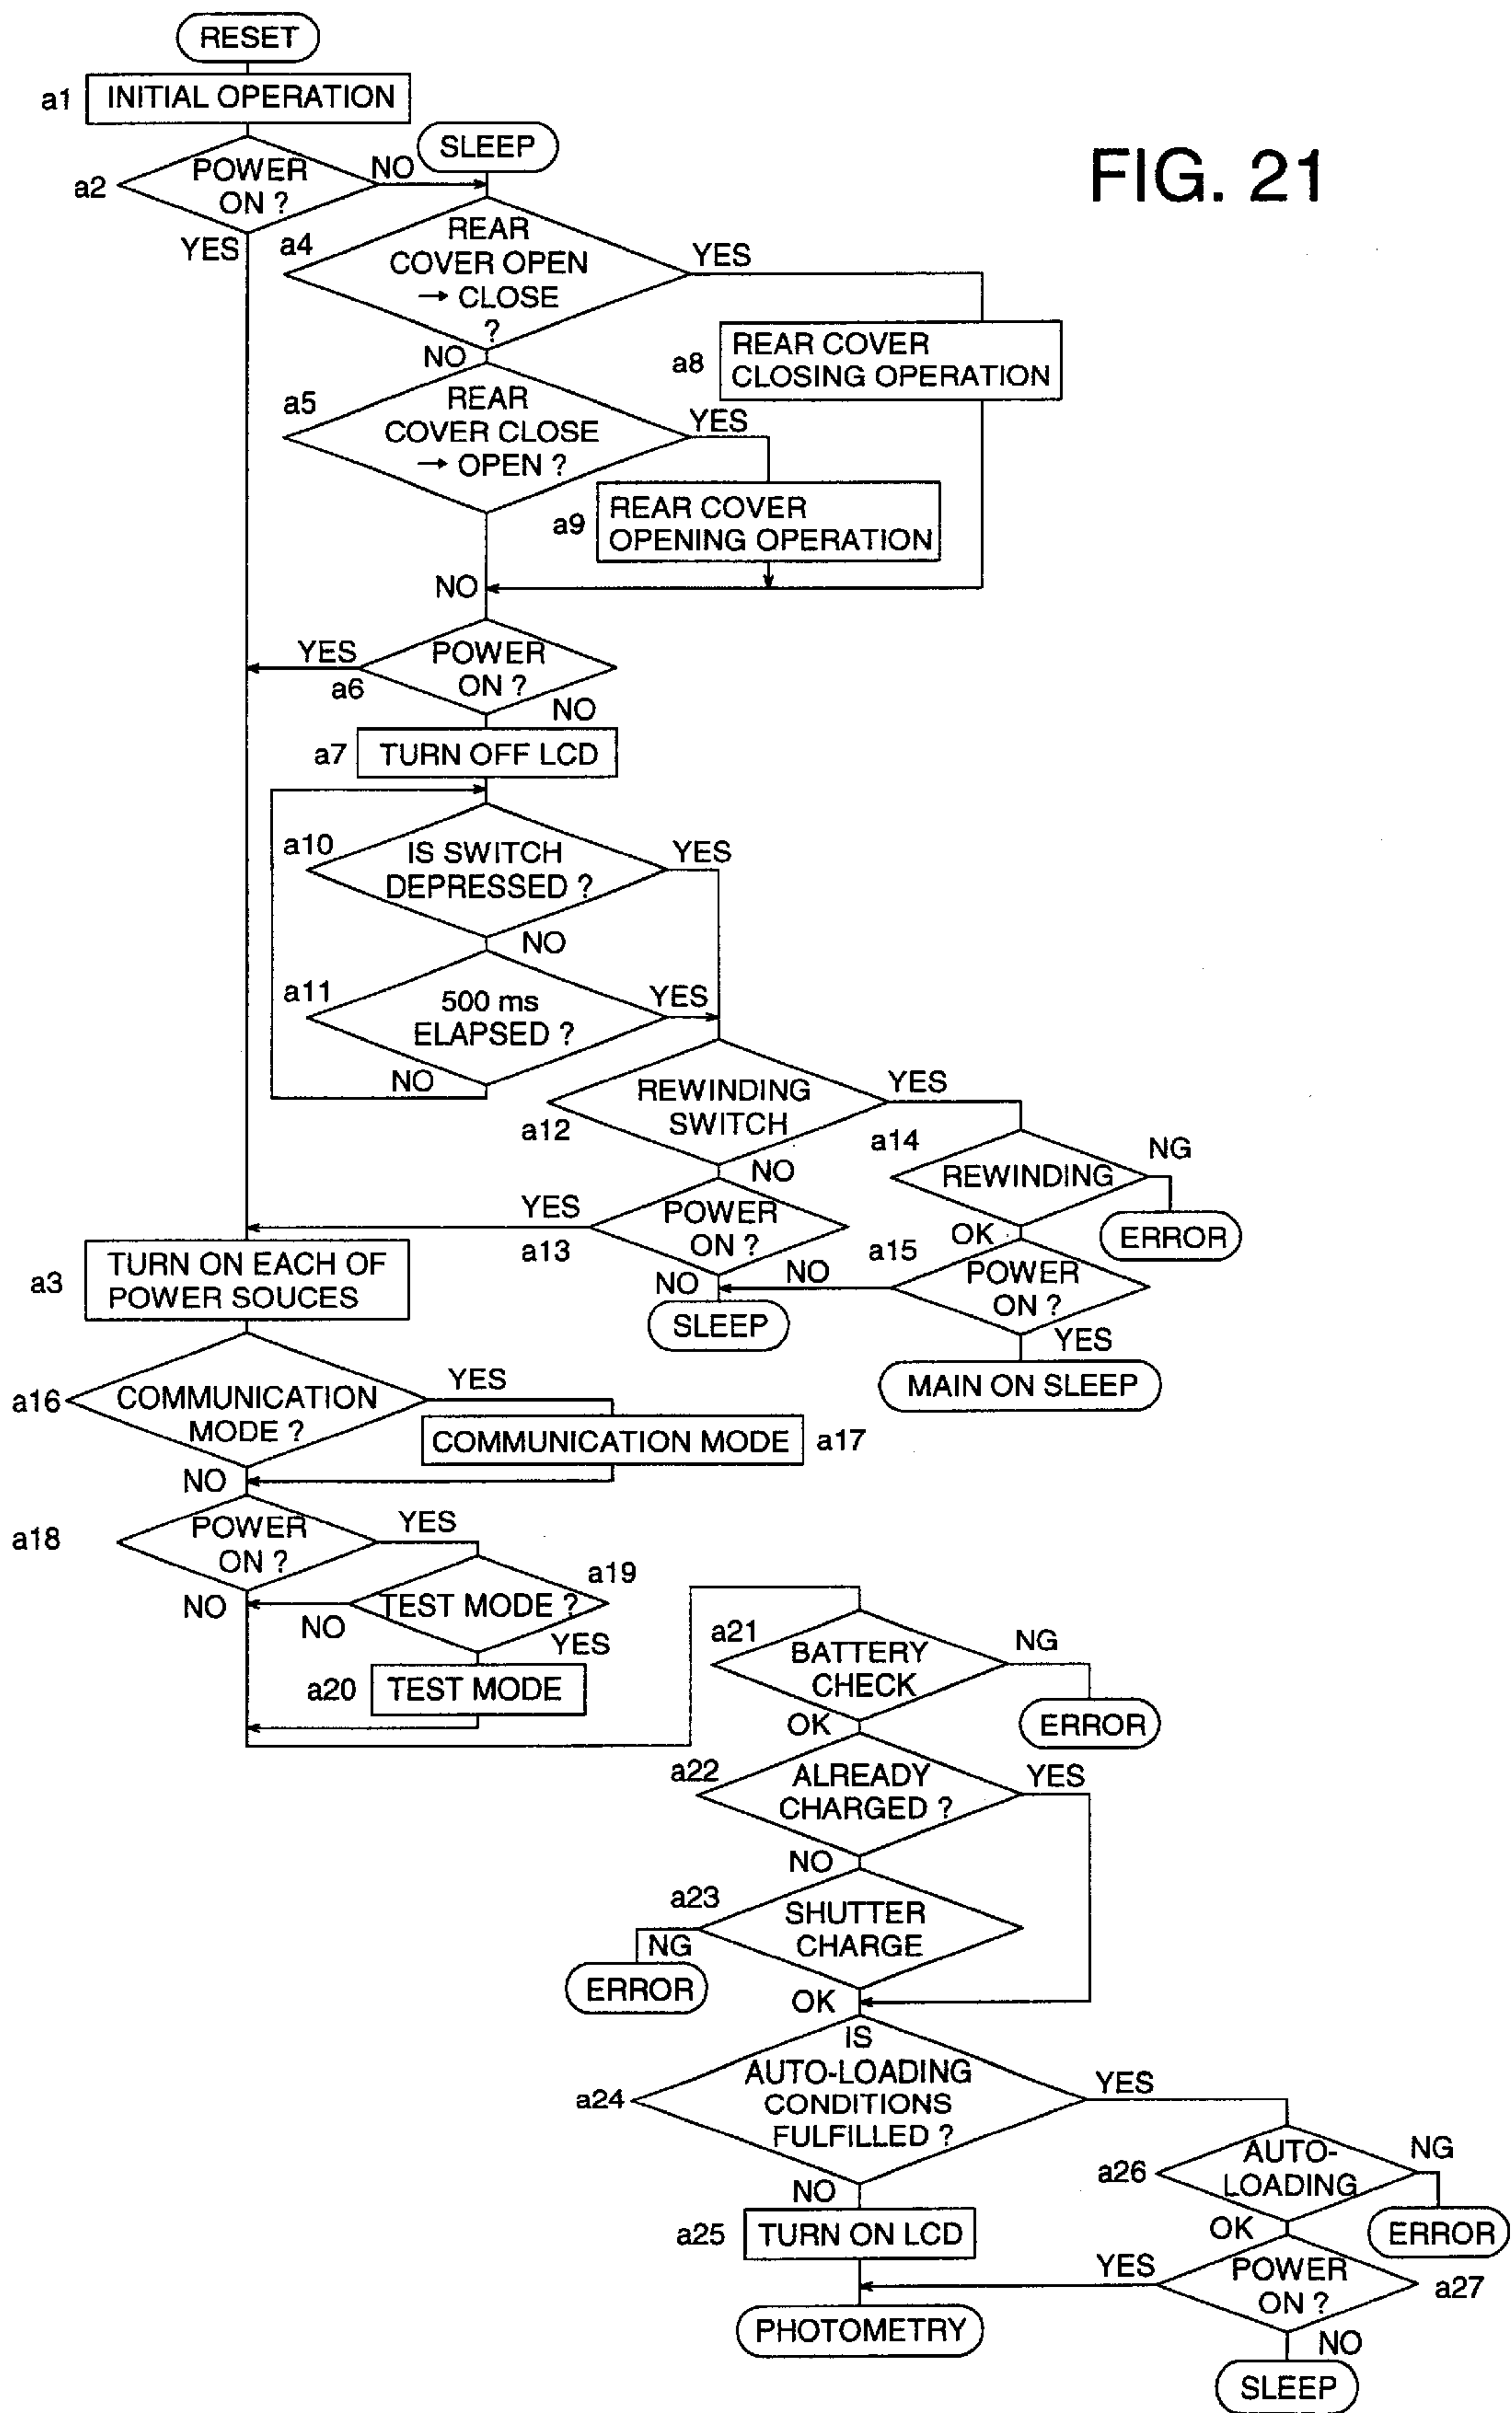 RESET
a1
INITIAL OPERATION
FIG. 21
SLEEP
a2
POWER
ON ?
NO
YES
a4
REAR
COVER OPEN
→ CLOSE
?
YES
NO
a8
REAR COVER
CLOSING OPERATION
a5
REAR
COVER CLOSE
→ OPEN ?
YES
a9
REAR COVER
OPENING OPERATION
NO
YES
POWER
ON ?
a6
NO
a7
TURN OFF LCD
a10
IS SWITCH
DEPRESSED ?
YES
NO
a11
500 ms
ELAPSED ?
YES
NO
REWINDING
SWITCH
YES
a12
NO
a14
REWINDING
NG
ERROR
OK
YES
POWER
ON ?
a13
NO
a15
POWER
ON ?
NO
YES
SLEEP
MAIN ON SLEEP
a3
TURN ON EACH OF
POWER SOUCES
a16
COMMUNICATION
MODE ?
YES
COMMUNICATION MODE
a17
NO
a18
POWER
ON ?
YES
NO
a19
TEST MODE ?
NO
YES
a20
TEST MODE
a21
BATTERY
CHECK
NG
ERROR
OK
a22
ALREADY
CHARGED ?
YES
NO
a23
SHUTTER
CHARGE
NG
ERROR
OK
a24
IS
AUTO-LOADING
CONDITIONS
FULFILLED ?
YES
NO
a26
AUTO-
LOADING
NG
ERROR
OK
a25
TURN ON LCD
YES
POWER
ON ?
a27
NO
PHOTOMETRY
SLEEP